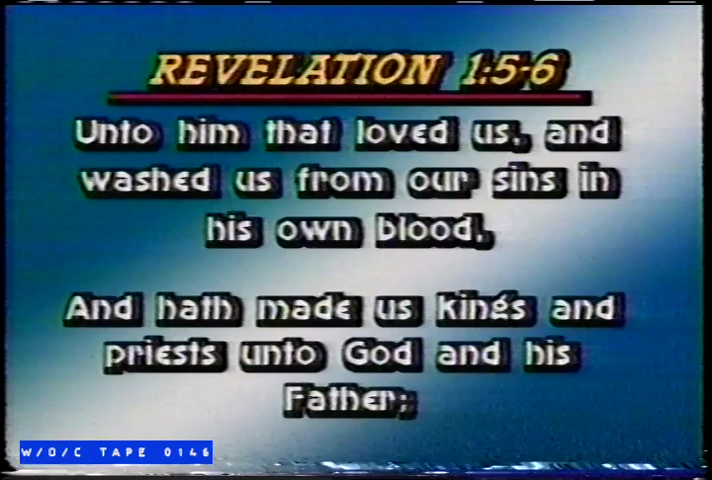 REVELATION 1:5-6
Unto him that loved us, and
washed us from our sins in
his own blood,
And hath made us kings and
priests unto God and his
Father;
W/O/C TAPE 0146